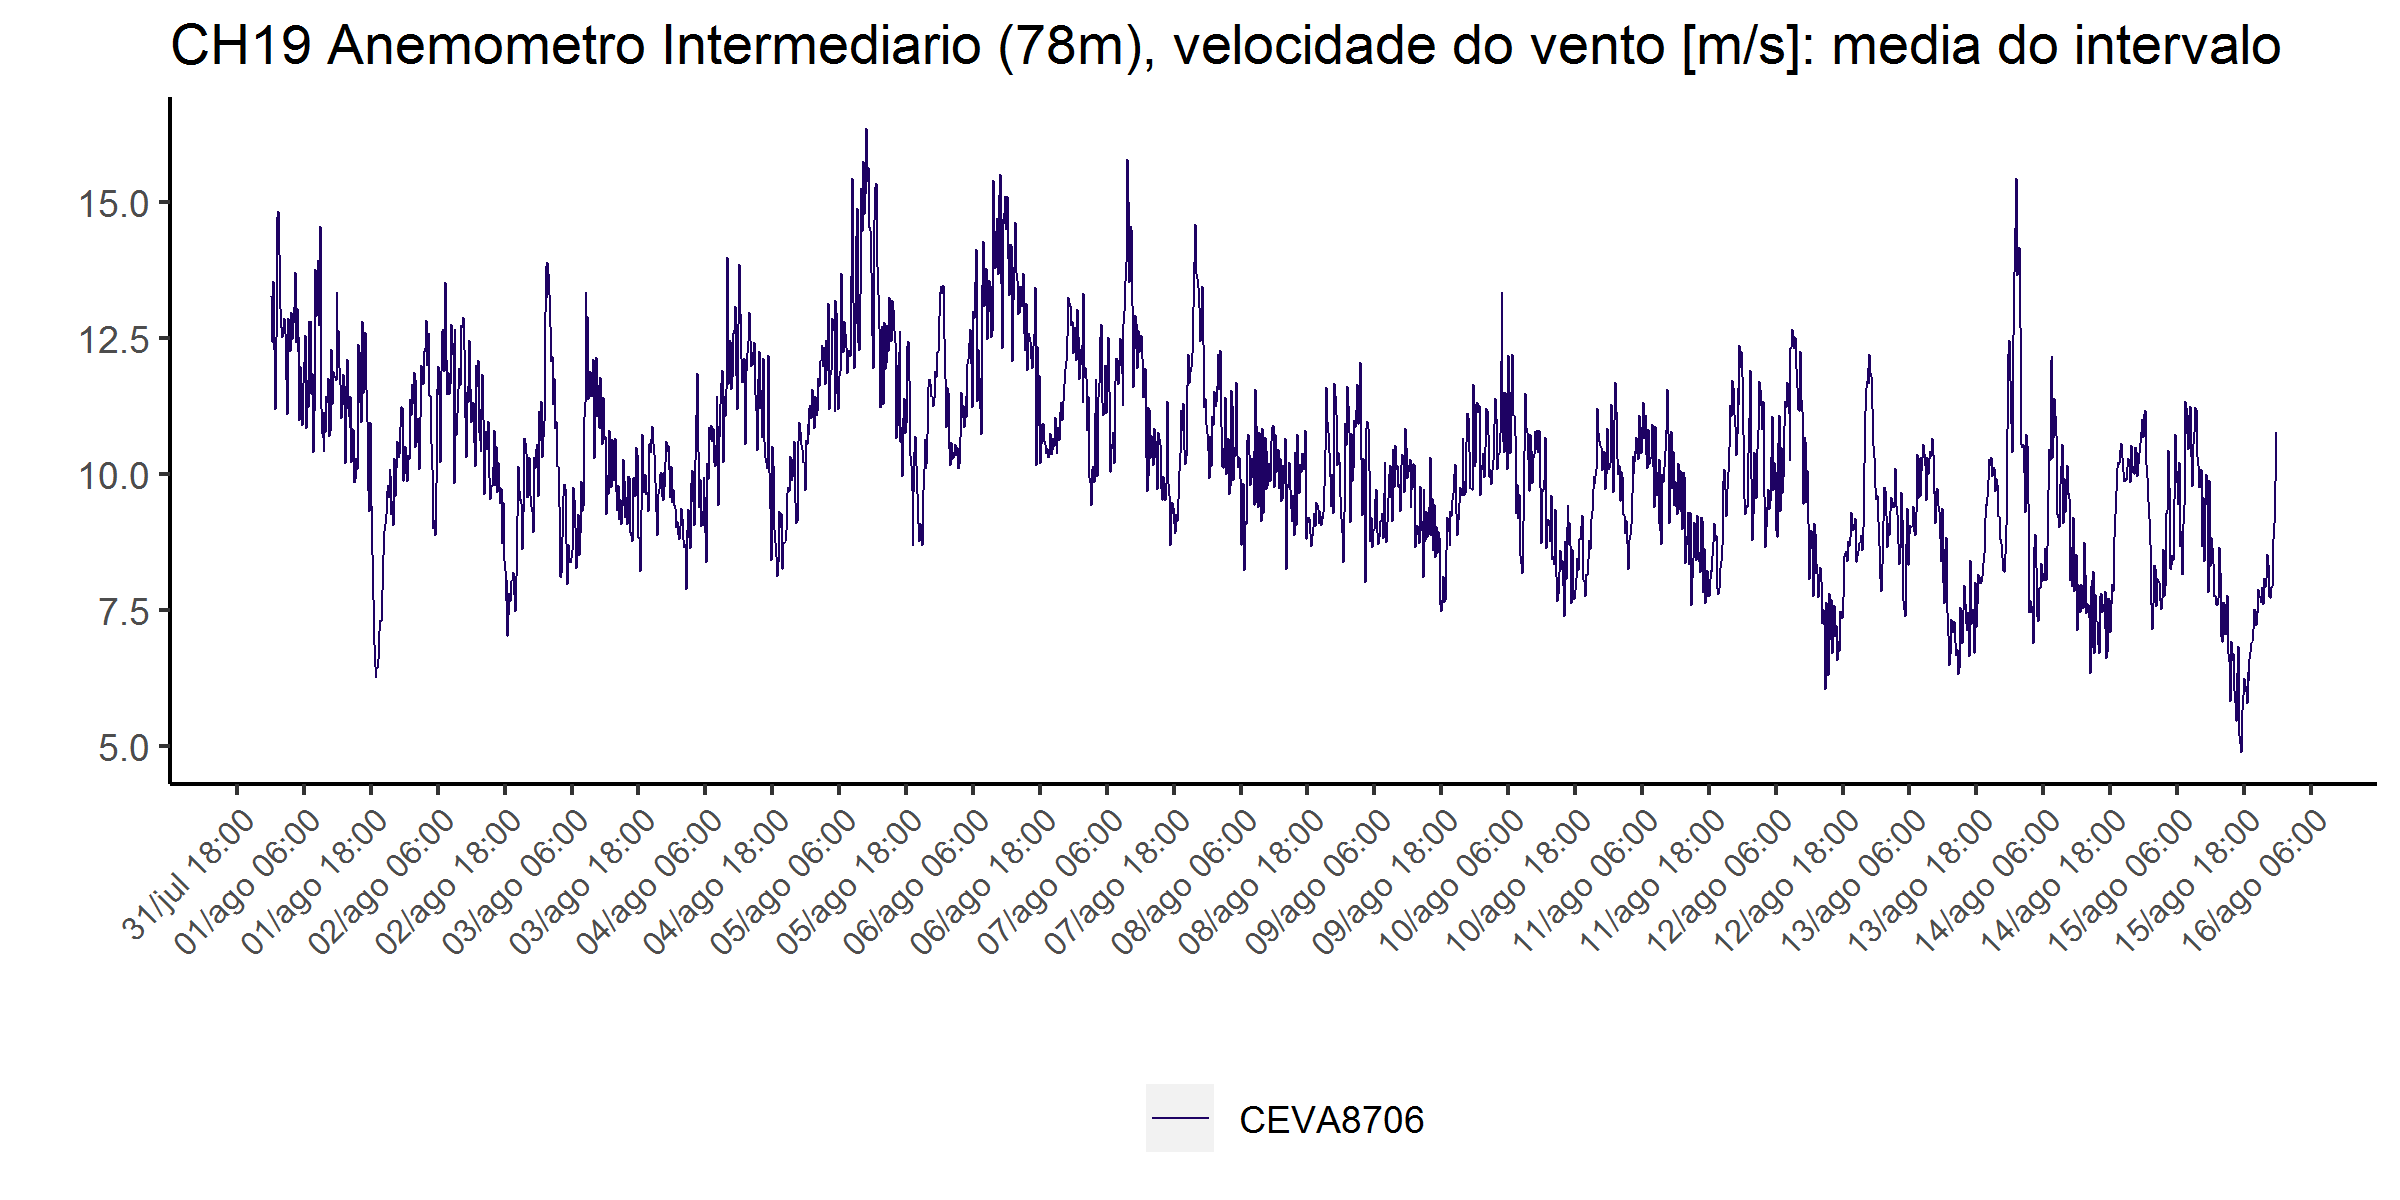 CH19 Anemometro Intermediario (78m), velocidade do vento [m/s]: media do intervalo
15.0
12.5
10.0
7.5
5.0
31/jul 18:00
01/ago 06:00
01/ago 18:00
02/ago 06:00
02/ago 18:00
03/ago 06:00
03/ago 18:00
04/ago 06:00
04/ago 18:00
05/ago 06:00
05/ago 18:00
06/ago 06:00
06/ago 18:00
07/ago 06:00
07/ago 18:00
08/ago 06:00
08/ago 18:00
09/ago 06:00
09/ago 18:00
10/ago 06:00
10/ago 18:00
11/ago 06:00
11/ago 18:00
12/ago 06:00
12/ago 18:00
13/ago 06:00
13/ago 18:00
14/ago 06:00
14/ago 18:00
15/ago 06:00
15/ago 18:00
16/ago 06:00
CEVA8706